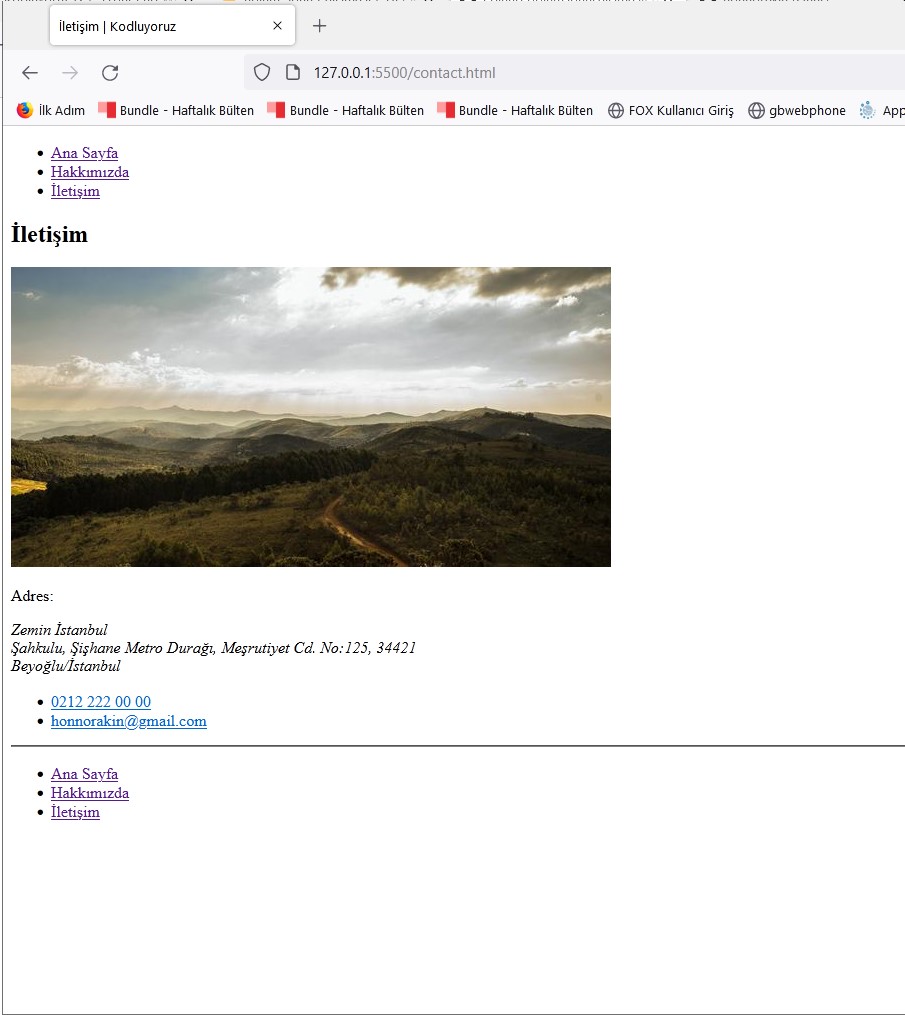 İletişim | Kodluyoruz
127.0.0.1:5500/contact.html
İlk Adım Bundle - Haftalık Bülten Bundle - Haftalık Bülten Bundle - Haftalık Bülten FOX Kullanıcı Giriş gbwebphone App
Ana Sayfa
Hakkımızda
İletişim
İletişim
Adres:
Zemin İstanbul
Şahkulu, Şişhane Metro Durağı, Meşrutiyet Cd. No:125, 34421
Beyoğlu/İstanbul
0212 222 00 00
honnorakin@gmail.com
Ana Sayfa
Hakkımızda
İletişim